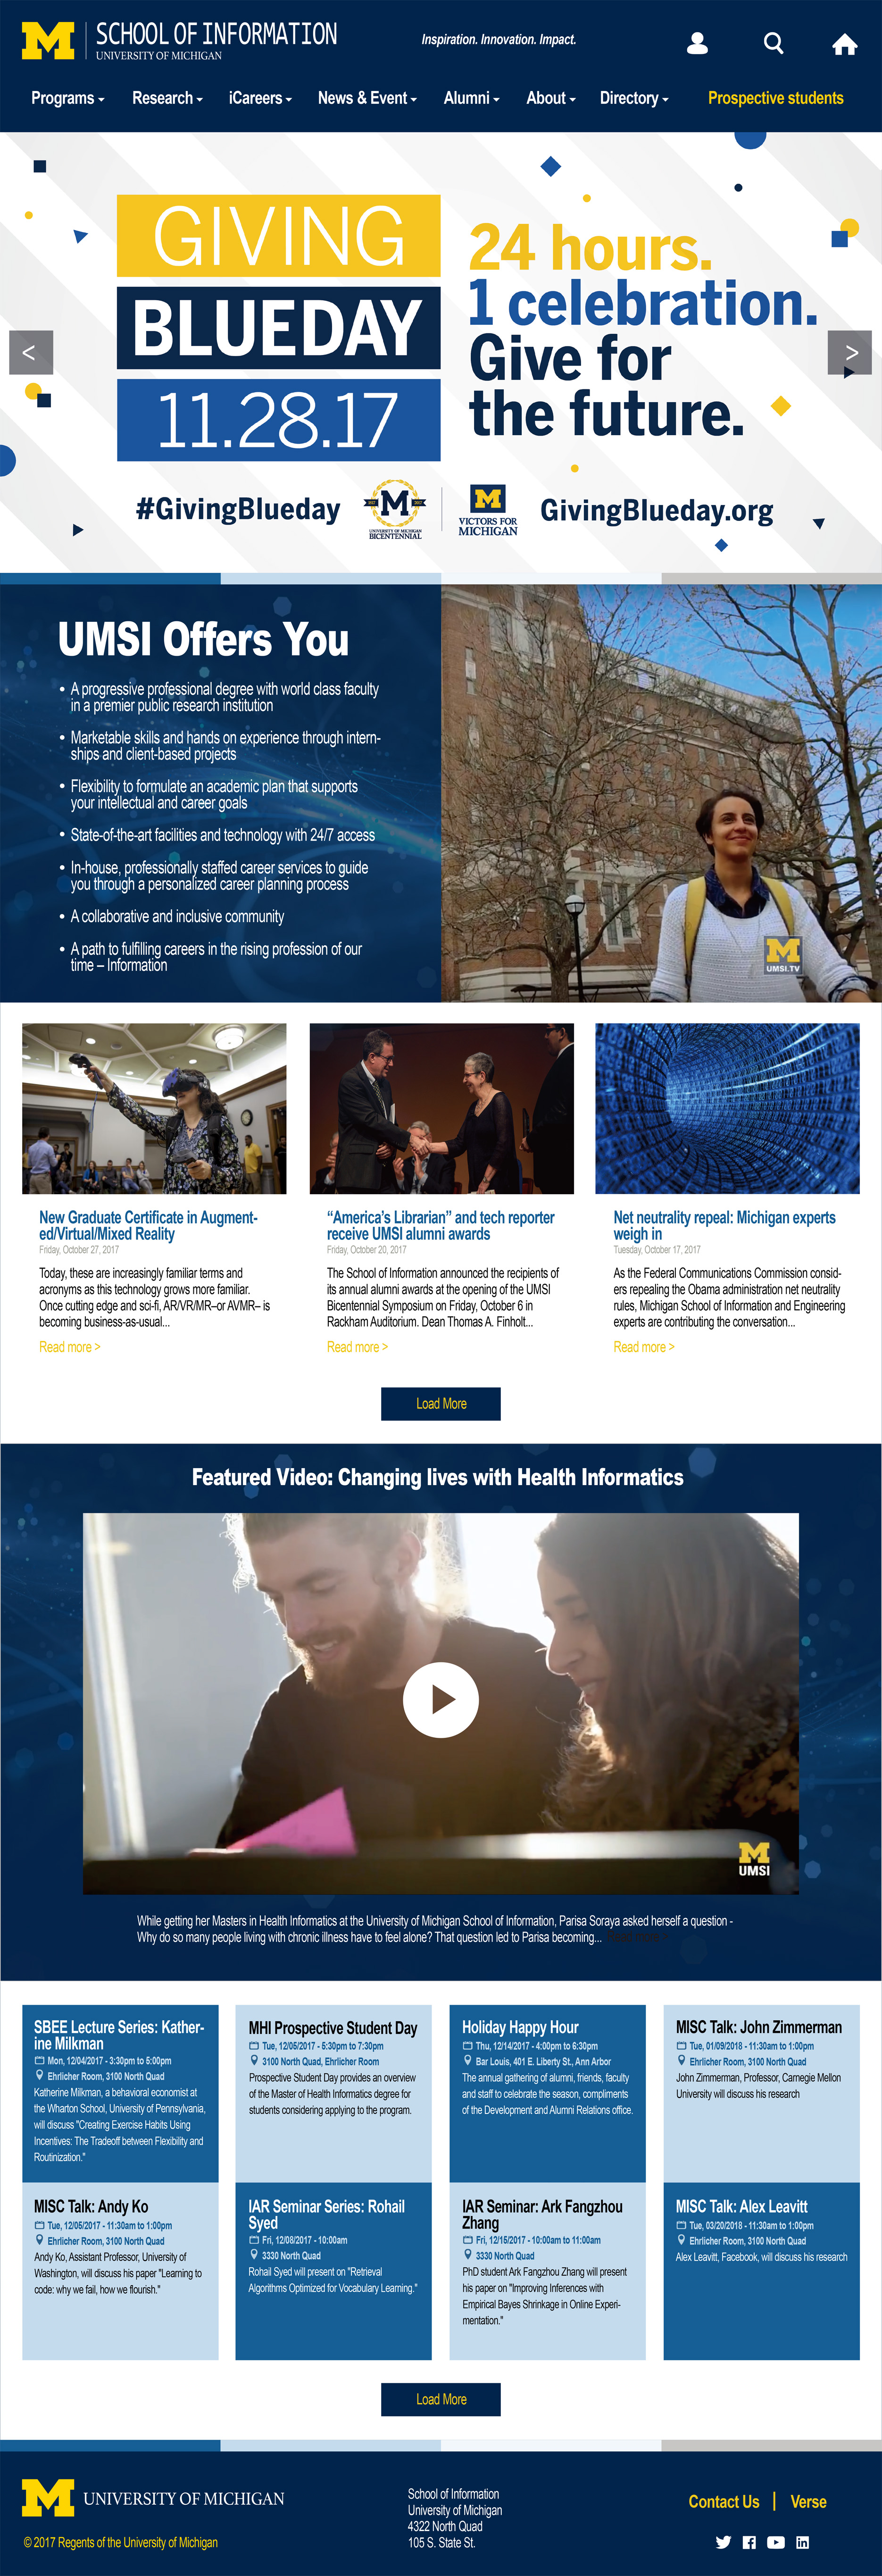 M SCHOOL OF INFORMATION
UNIVERSITY OF MICHIGAN
Inspiration. Innovation. Impact.
Programs Research iCareers News & Event Alumni About Directory Prospective students
GIVING
BLUEDAY
11.28.17
24 hours.
1 celebration.
Give for
the future.
<
>
#GivingBlueday
M
UNIVERSITY OF MICHIGAN
BICENTENNIAL
M
VICTORS FOR
MICHIGAN
GivingBlueday.org
UMSI Offers You
• A progressive professional degree with world class faculty
in a premier public research institution
• Marketable skills and hands on experience through intern-
ships and client-based projects
• Flexibility to formulate an academic plan that supports
your intellectual and career goals
• State-of-the-art facilities and technology with 24/7 access
• In-house, professionally staffed career services to guide
you through a personalized career planning process
• A collaborative and inclusive community
• A path to fulfilling careers in the rising profession of our
time – Information
M
UMSI.TV
New Graduate Certificate in Augment-
ed/Virtual/Mixed Reality
Friday, October 27, 2017
Today, these are increasingly familiar terms and
acronyms as this technology grows more familiar.
Once cutting edge and sci-fi, AR/VR/MR–or AVMR– is
becoming business-as-usual...
Read more >
“America’s Librarian” and tech reporter
receive UMSI alumni awards
Friday, October 20, 2017
The School of Information announced the recipients of
its annual alumni awards at the opening of the UMSI
Bicentennial Symposium on Friday, October 6 in
Rackham Auditorium. Dean Thomas A. Finholt...
Read more >
Net neutrality repeal: Michigan experts
weigh in
Tuesday, October 17, 2017
As the Federal Communications Commission consid-
ers repealing the Obama administration net neutrality
rules, Michigan School of Information and Engineering
experts are contributing the conversation...
Read more >
Load More
Featured Video: Changing lives with Health Informatics
M
UMSI
While getting her Masters in Health Informatics at the University of Michigan School of Information, Parisa Soraya asked herself a question -
Why do so many people living with chronic illness have to feel alone? That question led to Parisa becoming...
SBEE Lecture Series: Kather-
ine Milkman
Mon, 12/04/2017 - 3:30pm to 5:00pm
Ehrlicher Room, 3100 North Quad
Katherine Milkman, a behavioral economist at
the Wharton School, University of Pennsylvania,
will discuss "Creating Exercise Habits Using
Incentives: The Tradeoff between Flexibility and
Routinization."
MHI Prospective Student Day
Tue, 12/05/2017 - 5:30pm to 7:30pm
3100 North Quad, Ehrlicher Room
Prospective Student Day provides an overview
of the Master of Health Informatics degree for
students considering applying to the program.
Holiday Happy Hour
Thu, 12/14/2017 - 4:00pm to 6:30pm
Bar Louis, 401 E. Liberty St., Ann Arbor
The annual gathering of alumni, friends, faculty
and staff to celebrate the season, compliments
of the Development and Alumni Relations office.
MISC Talk: John Zimmerman
Tue, 01/09/2018 - 11:30am to 1:00pm
Ehrlicher Room, 3100 North Quad
John Zimmerman, Professor, Carnegie Mellon
University will discuss his research
MISC Talk: Andy Ko
Tue, 12/05/2017 - 11:30am to 1:00pm
Ehrlicher Room, 3100 North Quad
Andy Ko, Assistant Professor, University of
Washington, will discuss his paper "Learning to
code: why we fail, how we flourish."
IAR Seminar Series: Rohail
Syed
Fri, 12/08/2017 - 10:00am
3330 North Quad
Rohail Syed will present on "Retrieval
Algorithms Optimized for Vocabulary Learning."
IAR Seminar: Ark Fangzhou
Zhang
Fri, 12/15/2017 - 10:00am to 11:00am
3330 North Quad
PhD student Ark Fangzhou Zhang will present
his paper on "Improving Inferences with
Empirical Bayes Shrinkage in Online Experi-
mentation."
MISC Talk: Alex Leavitt
Tue, 03/20/2018 - 11:30am to 1:00pm
Ehrlicher Room, 3100 North Quad
Alex Leavitt, Facebook, will discuss his research
Load More
M UNIVERSITY OF MICHIGAN
© 2017 Regents of the University of Michigan
School of Information
University of Michigan
4322 North Quad
105 S. State St.
Contact Us | Verse